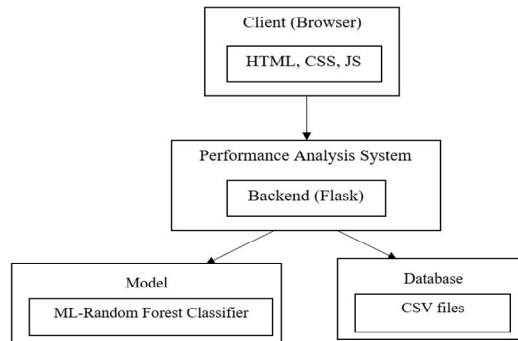 Client (Browser)
HTML, CSS, JS
Performance Analysis System
Backend (Flask)
Model
ML-Random Forest Classifier
Database
CSV files